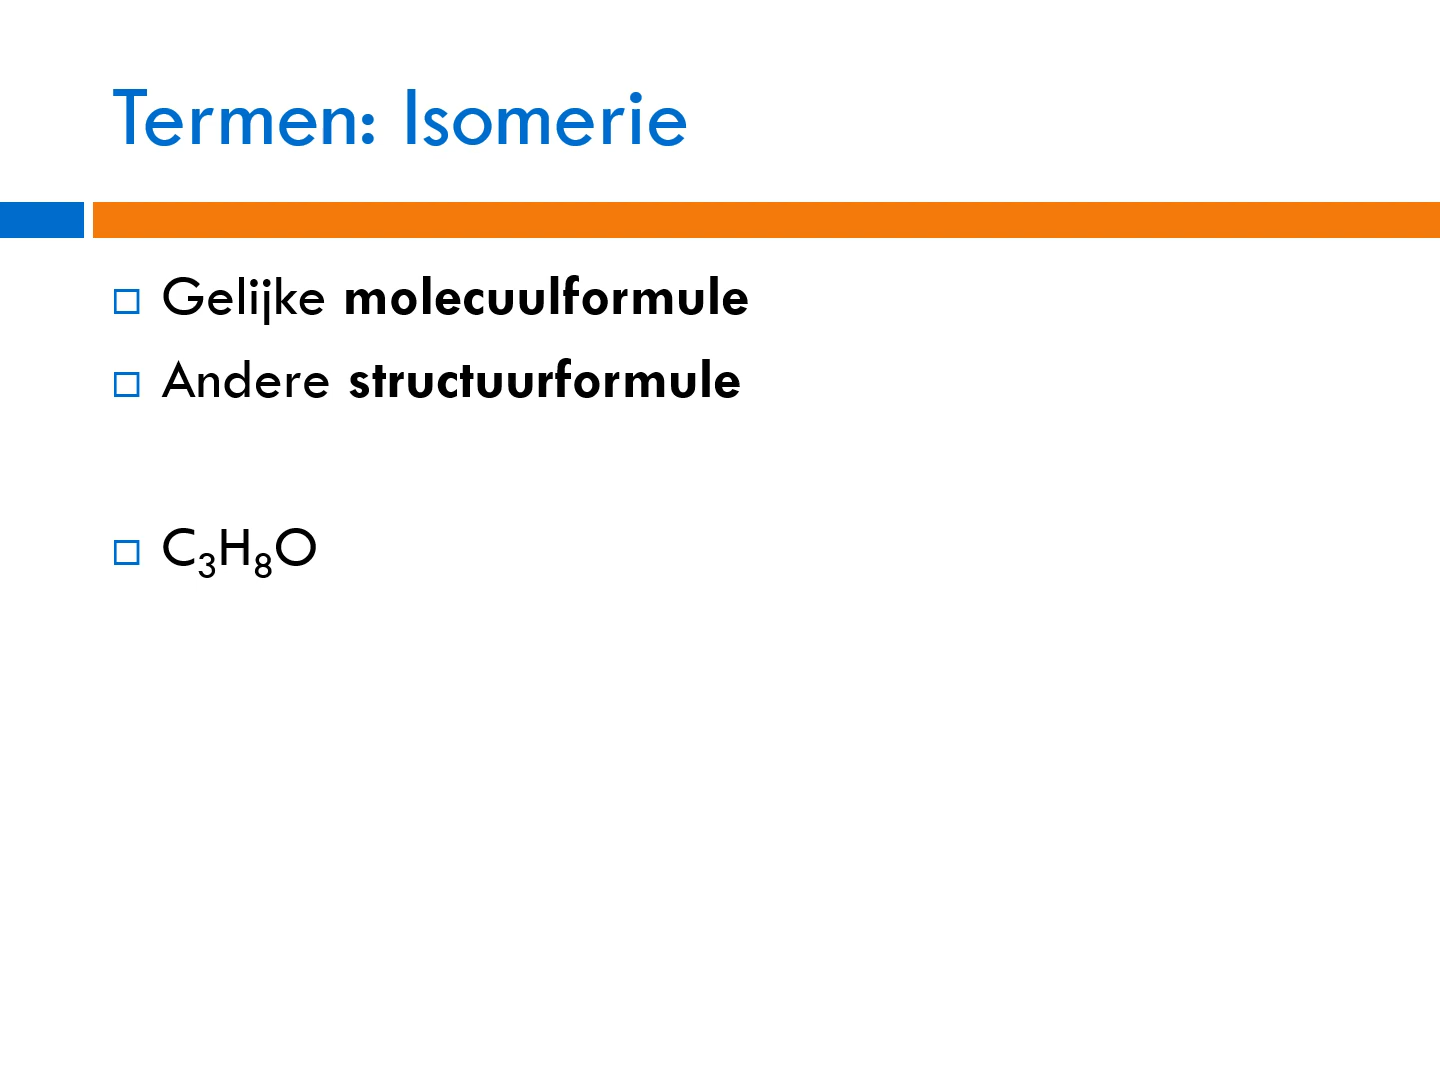 Termen: Isomerie
Gelijke molecuulformule
Andere structuurformule
C₃H₈O